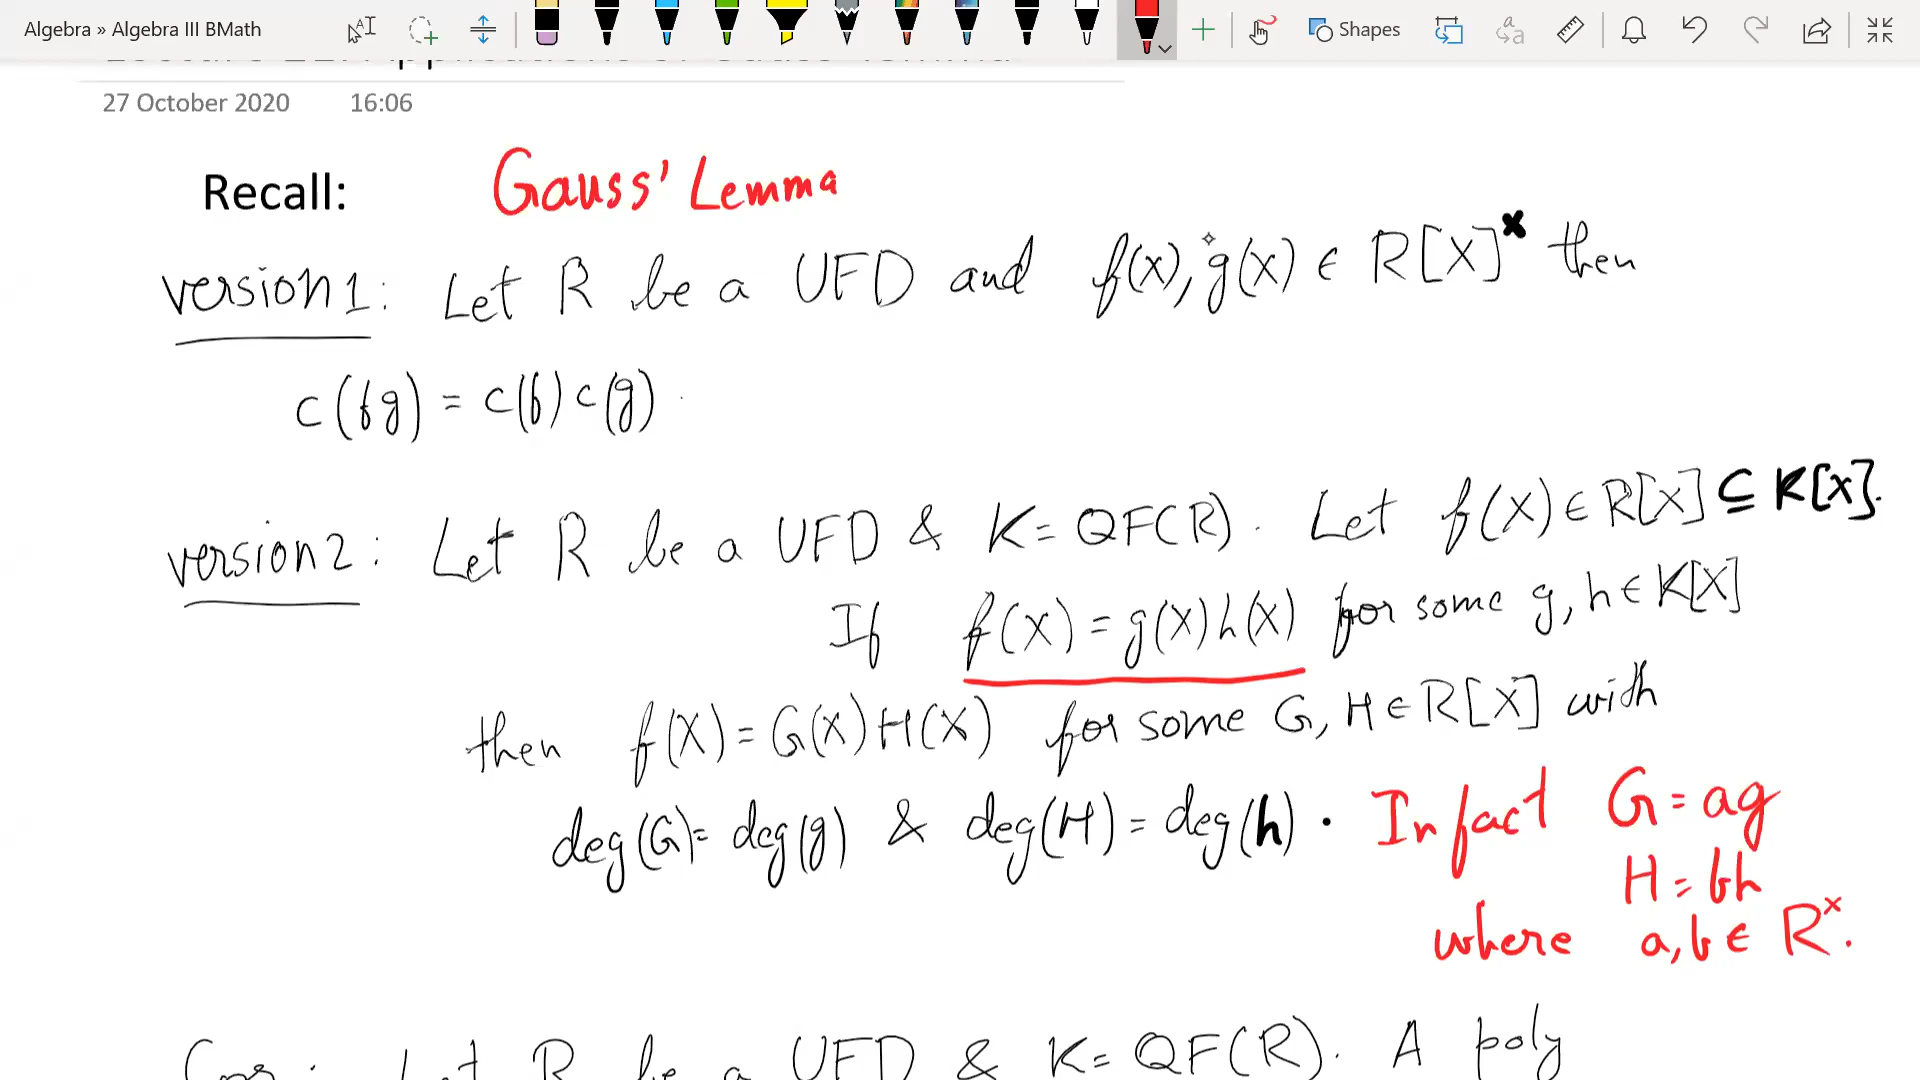 Algebra » Algebra III BMath
Shapes
27 October 2020 16:06
Recall: Gauss' Lemma
version 1: Let R be a UFD and f(x), g(x) ∈ R[X]^x then
c(fg) = c(f) c(g).
version 2: Let R be a UFD & K = QF(R). Let f(X) ∈ R[X] ⊆ K[X].
If f(X) = g(X)h(X) for some g, h ∈ K[X]
then f(X) = G(X)H(X) for some G, H ∈ R[X] with
deg(G) = deg(g) & deg(H) = deg(h). In fact G = ag
H = bh
where a, b ∈ R^x.
Cor: Let R be a UFD & K = QF(R). A poly